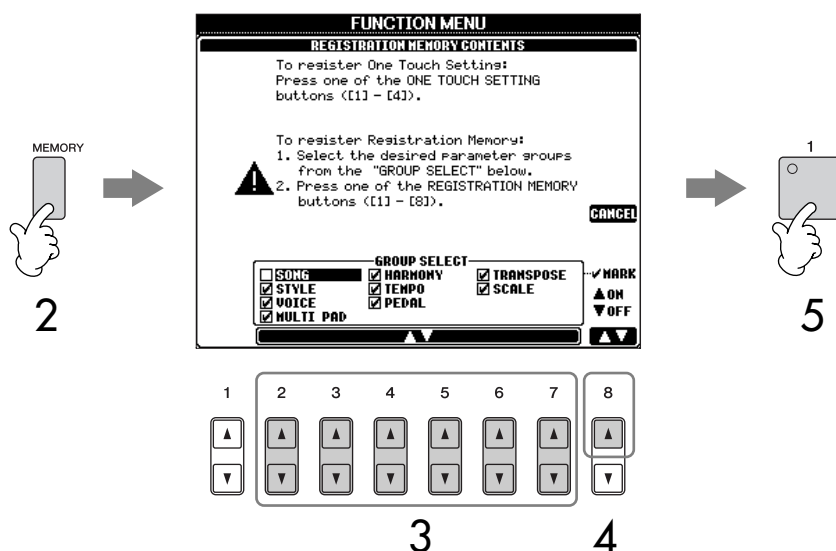 FUNCTION MENU
REGISTRATION MEMORY CONTENTS
To register One Touch Setting:
Press one of the ONE TOUCH SETTING
buttons ([1] - [4]).
To register Registration Memory:
1. Select the desired parameter groups
from the "GROUP SELECT" below.
2. Press one of the REGISTRATION MEMORY
buttons ([1] - [8]).
CANCEL
GROUP SELECT
SONG HARMONY TRANSPOSE
STYLE TEMPO SCALE
VOICE PEDAL
MULTI PAD
MARK
ON
OFF
MEMORY
2
1
5
1 2 3 4 5 6 7 8
3 4